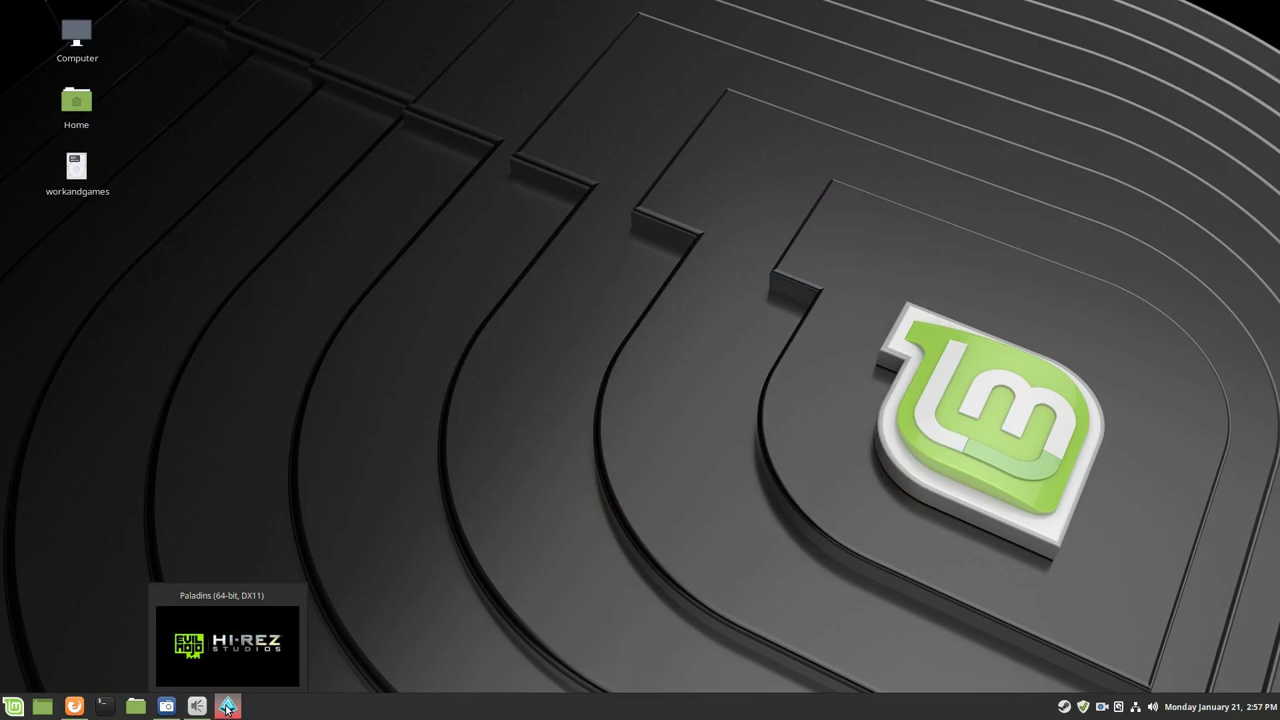 Computer
Home
workandgames
Paladins (64-bit, DX11)
EVIL MOJO
HI-REZ
STUDIOS
Monday January 21, 2:57 PM